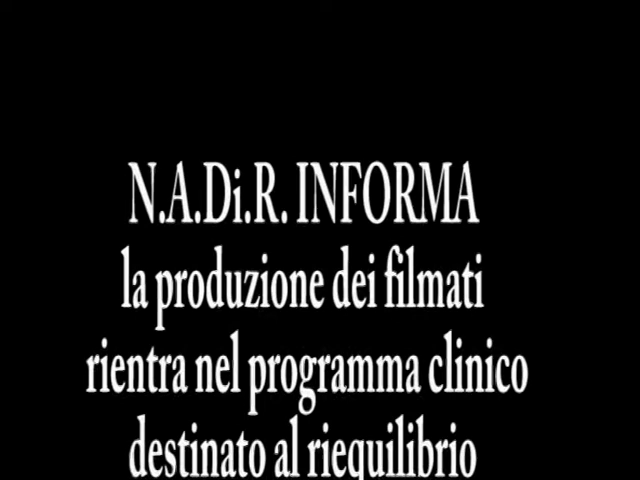 N.A.Di.R. INFORMA
la produzione dei filmati
rientra nel programma clinico
destinato al riequilibrio